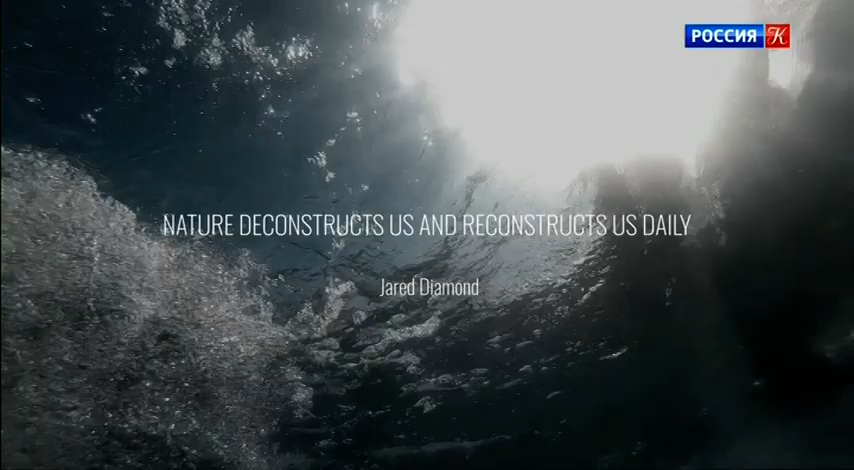 РОССИЯ К
NATURE DECONSTRUCTS US AND RECONSTRUCTS US DAILY
Jared Diamond